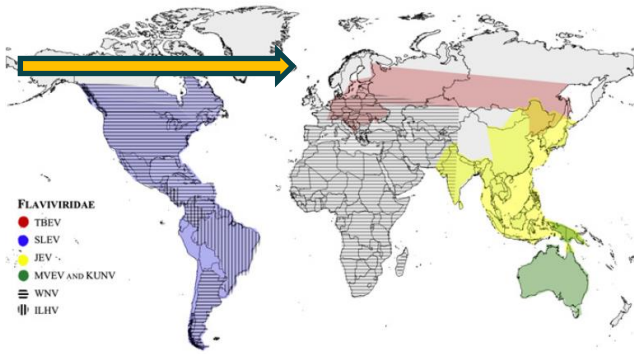 FLAVIVIRIDAE
TBEV
SLEV
JEV
MVEV AND KUNV
WNV
ILHV